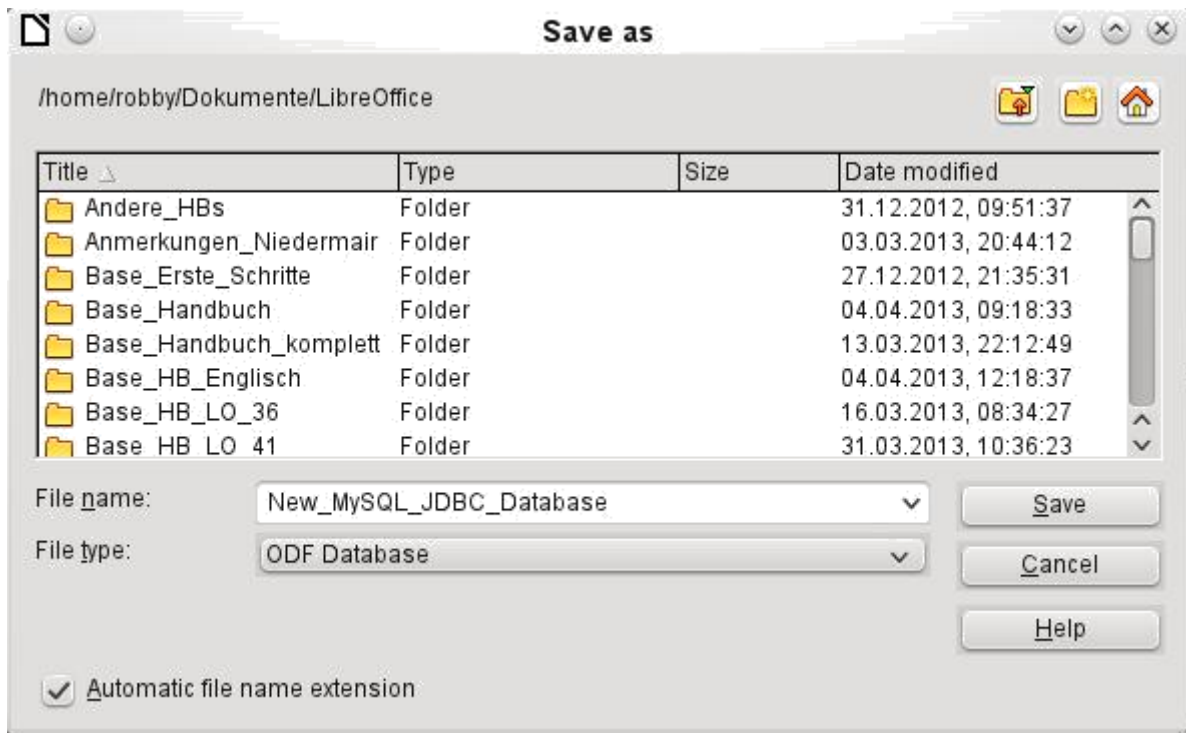 Save as
/home/robby/Dokumente/LibreOffice
Title Type Size Date modified
Andere_HBs Folder 31.12.2012, 09:51:37
Anmerkungen_Niedermair Folder 03.03.2013, 20:44:12
Base_Erste_Schritte Folder 27.12.2012, 21:35:31
Base_Handbuch Folder 04.04.2013, 09:18:33
Base_Handbuch_komplett Folder 13.03.2013, 22:12:49
Base_HB_Englisch Folder 04.04.2013, 12:18:37
Base_HB_LO_36 Folder 16.03.2013, 08:34:27
Base_HB_LO_41 Folder 31.03.2013, 10:36:23
File name: New_MySQL_JDBC_Database Save
File type: ODF Database
Cancel
Help
Automatic file name extension